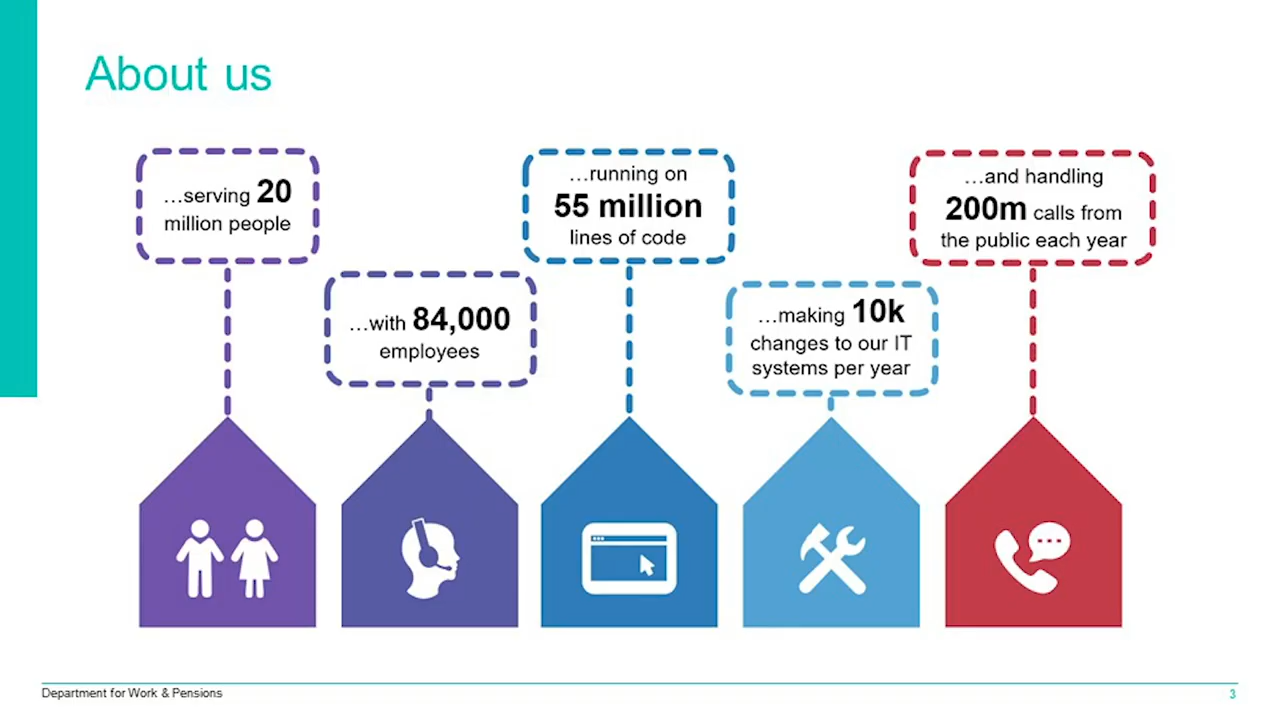 About us
…serving 20
million people
…with 84,000
employees
…running on
55 million
lines of code
…making 10k
changes to our IT
systems per year
…and handling
200m calls from
the public each year
Department for Work & Pensions
3